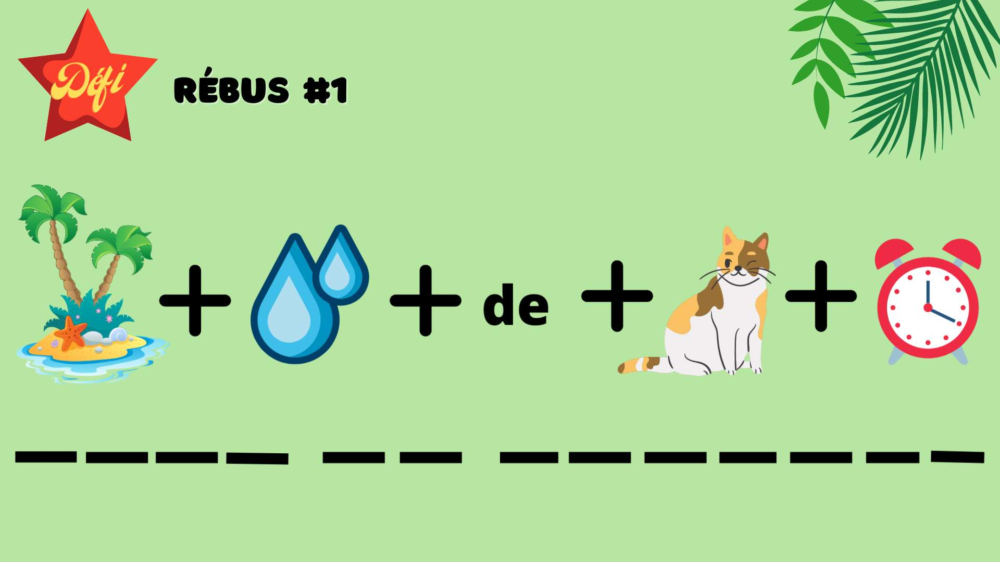 Défi
RÉBUS #1
+ + de + +